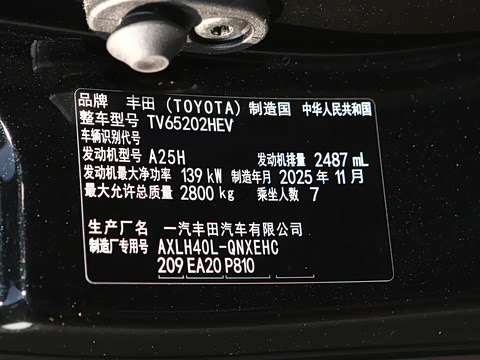 品牌 丰田 (TOYOTA) 制造国 中华人民共和国
整车型号 TV65202HEV
车辆识别代号
发动机型号 A25H 发动机排量 2487 mL
发动机最大净功率 139 kW 制造年月 2025 年 11 月
最大允许总质量 2800 kg 乘坐人数 7
生产厂名 一汽丰田汽车有限公司
制造厂专用号 AXLH40L-QNXEHC
209 EA20 P810